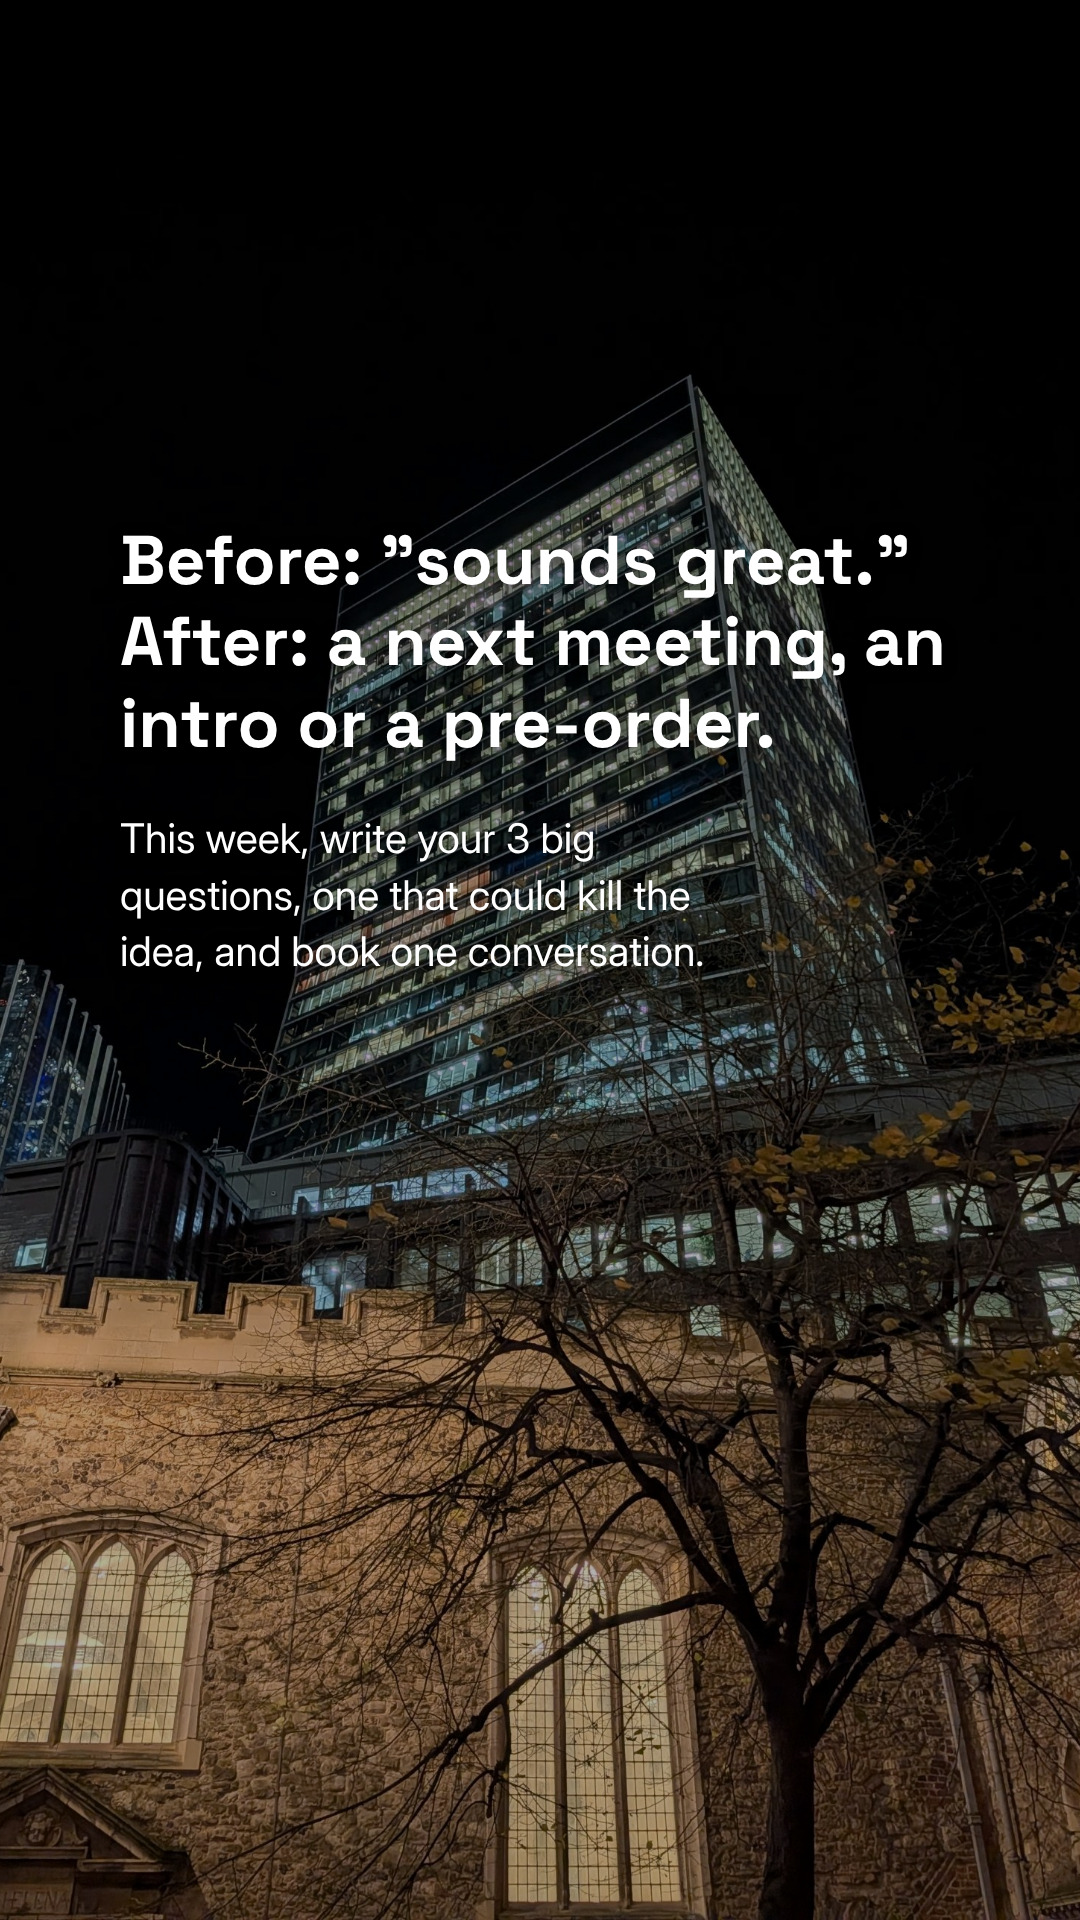 Before: ”sounds great.”
After: a next meeting, an
intro or a pre-order.
This week, write your 3 big
questions, one that could kill the
idea, and book one conversation.